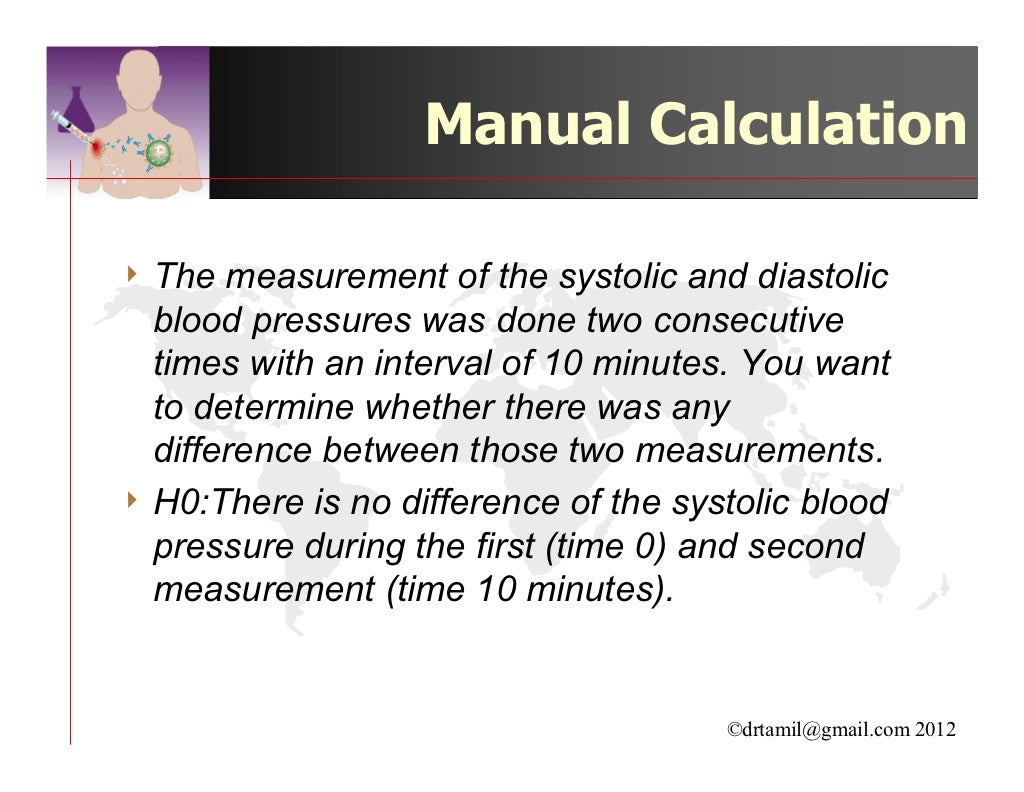 Manual Calculation
The measurement of the systolic and diastolic
blood pressures was done two consecutive
times with an interval of 10 minutes. You want
to determine whether there was any
difference between those two measurements.
H0:There is no difference of the systolic blood
pressure during the first (time 0) and second
measurement (time 10 minutes).
©drtamil@gmail.com 2012